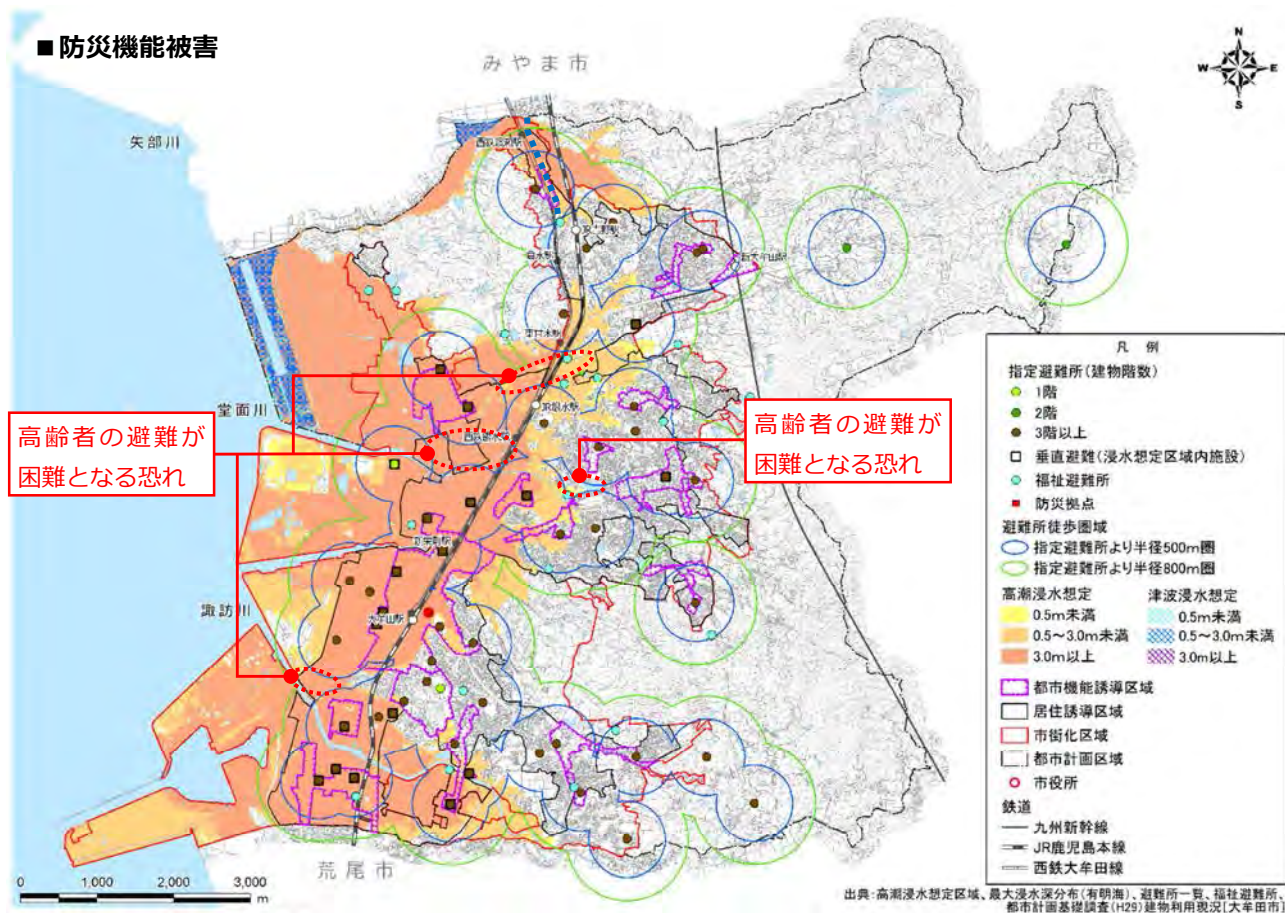 ■防災機能被害
みやま市
N
W E
S
矢部川
堂面川
高齢者の避難が
困難となる恐れ
高齢者の避難が
困難となる恐れ
諏訪川
荒尾市
0 1,000 2,000 3,000
m
凡 例
指定避難所(建物階数)
1階
2階
3階以上
垂直避難(浸水想定区域内施設)
福祉避難所
防災拠点
避難所徒歩圏域
指定避難所より半径500m圏
指定避難所より半径800m圏
高潮浸水想定 津波浸水想定
0.5m未満 0.5m未満
0.5～3.0m未満 0.5～3.0m未満
3.0m以上 3.0m以上
都市機能誘導区域
居住誘導区域
市街化区域
都市計画区域
市役所
鉄道
九州新幹線
JR鹿児島本線
西鉄大牟田線
出典:高潮浸水想定区域、最大浸水深分布(有明海)、避難所一覧、福祉避難所、
都市計画基礎調査(H29)建物利用現況[大牟田市]